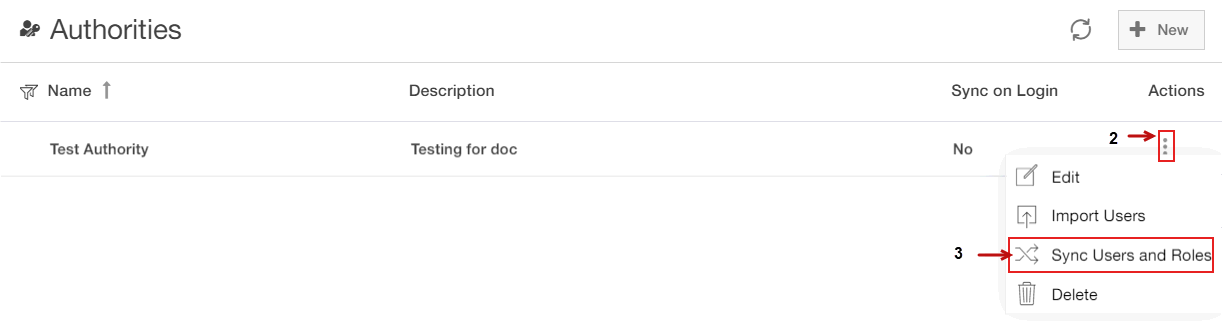 Authorities
New
Name Description Sync on Login Actions
2
Test Authority Testing for doc No
Edit
Import Users
3 Sync Users and Roles
Delete